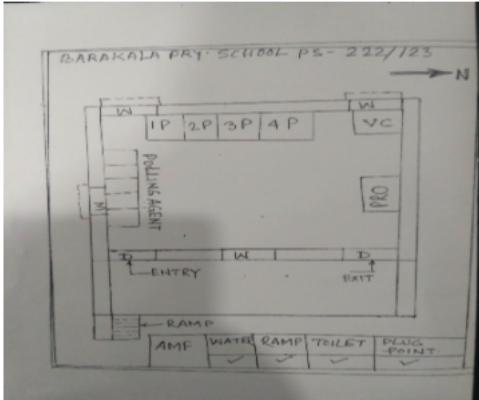 BARAKALA PRY. SCHOOL PS- 222/123
N
W
W
1P 2P 3P 4P
VC
POLLING AGENT
W
PRO
D
W
D
ENTRY
EXIT
RAMP
AMF WATER RAMP TOILET PLUG POINT.
✓ ✓ ✓ ✓